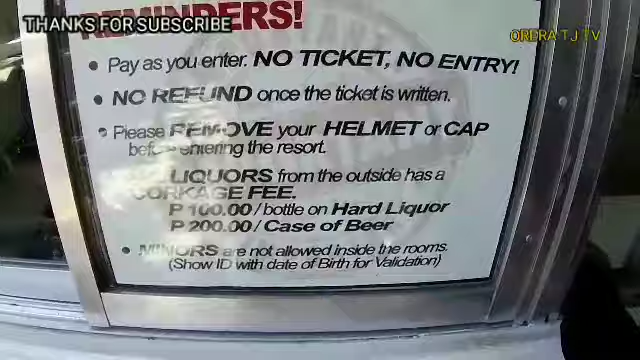 REMINDERS!
THANKS FOR SUBSCRIBE
ORDRA TJ TV
• Pay as you enter. NO TICKET, NO ENTRY!
• NO REFUND once the ticket is written.
• Please REMOVE your HELMET or CAP
before entering the resort.
LIQUORS from the outside has a
CORKAGE FEE.
P 100.00 / bottle on Hard Liquor
P 200.00 / Case of Beer
• MINORS are not allowed inside the rooms.
(Show ID with date of Birth for Validation)